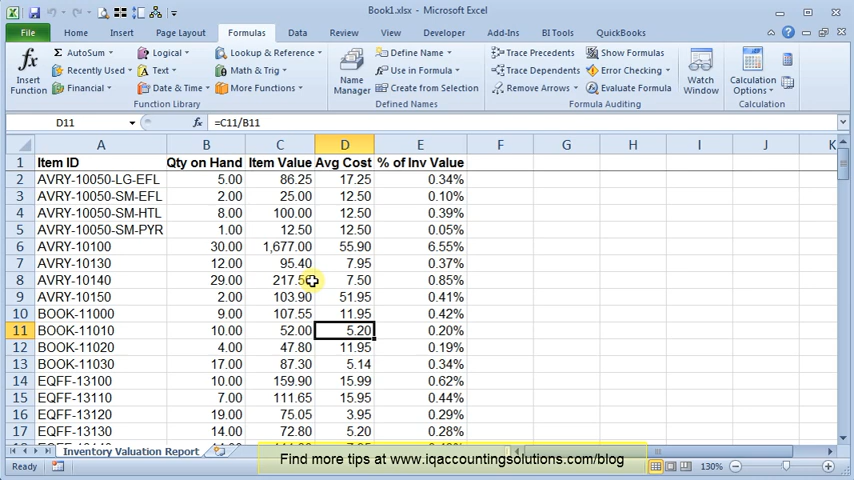 Book1.xlsx - Microsoft Excel
File Home Insert Page Layout Formulas Data Review View Developer Add-Ins BI Tools QuickBooks
AutoSum Logical Lookup & Reference Define Name Trace Precedents Show Formulas
Recently Used Text Math & Trig Use in Formula Trace Dependents Error Checking
Insert Function Financial Date & Time More Functions Name Manager Create from Selection Remove Arrows Evaluate Formula Watch Window Calculation Options
Function Library Defined Names Formula Auditing Calculation
D11 fx =C11/B11
A B C D E F G H I J K
1 Item ID Qty on Hand Item Value Avg Cost % of Inv Value
2 AVRY-10050-LG-EFL 5.00 86.25 17.25 0.34%
3 AVRY-10050-SM-EFL 2.00 25.00 12.50 0.10%
4 AVRY-10050-SM-HTL 8.00 100.00 12.50 0.39%
5 AVRY-10050-SM-PYR 1.00 12.50 12.50 0.05%
6 AVRY-10100 30.00 1,677.00 55.90 6.55%
7 AVRY-10130 12.00 95.40 7.95 0.37%
8 AVRY-10140 29.00 217.50 7.50 0.85%
9 AVRY-10150 2.00 103.90 51.95 0.41%
10 BOOK-11000 9.00 107.55 11.95 0.42%
11 BOOK-11010 10.00 52.00 5.20 0.20%
12 BOOK-11020 4.00 47.80 11.95 0.19%
13 BOOK-11030 17.00 87.30 5.14 0.34%
14 EQFF-13100 10.00 159.90 15.99 0.62%
15 EQFF-13110 7.00 111.65 15.95 0.44%
16 EQFF-13120 19.00 75.05 3.95 0.29%
17 EQFF-13130 14.00 72.80 5.20 0.28%
Inventory Valuation Report
Find more tips at www.iqaccountingsolutions.com/blog
Ready 130%